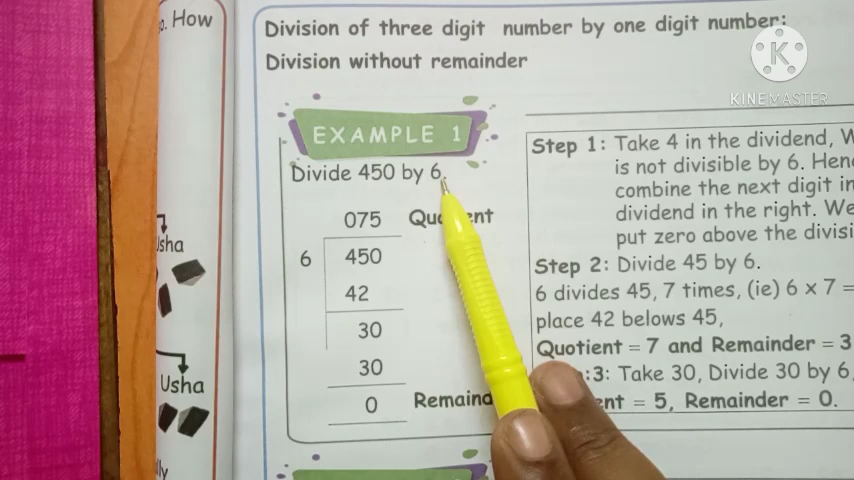 How
Division of three digit number by one digit number:
Division without remainder
KINEMASTER
EXAMPLE 1
Divide 450 by 6.
075
6 450
42
30
30
0
Step 1: Take 4 in the dividend,
is not divisible by 6.
combine the next digit in
dividend in the right. We
put zero above the
Step 2: Divide 45 by 6.
6 divides 45, 7 times, (ie) 6 x 7 =
place 42 belows 45,
Quotient = 7 and Remainder = 3
:3: Take 30, Divide 30 by 6
= 5, Remainder = 0.
Usha